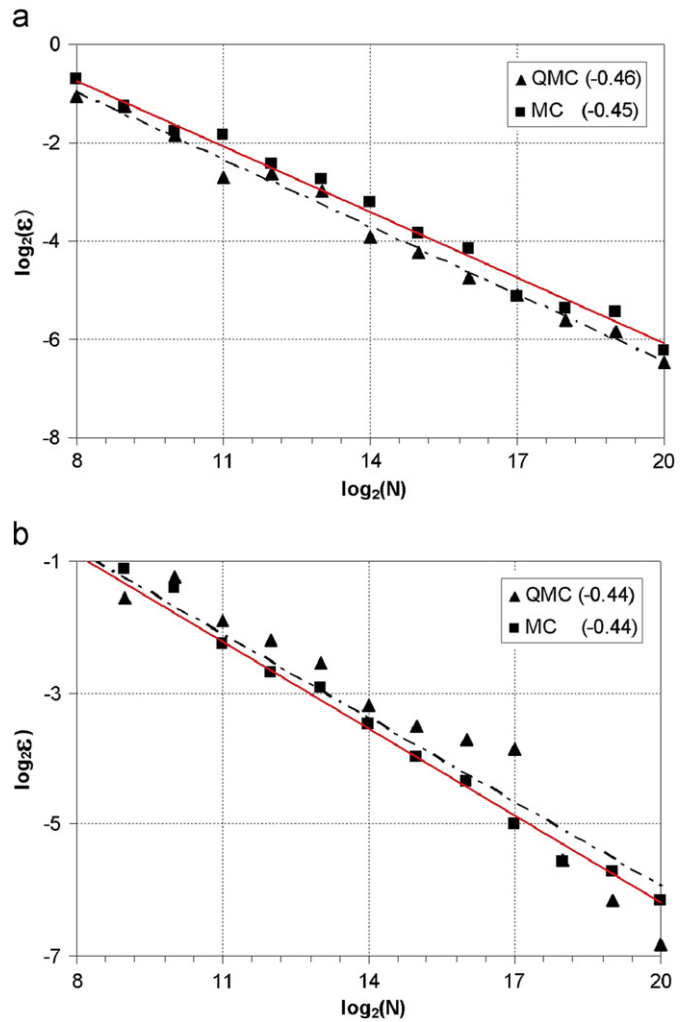 a
0
-2
-4
-6
-8
log₂(ε)
QMC (-0.46)
MC (-0.45)
8 11 14 17 20
log₂(N)
b
-1
-3
-5
-7
log₂ε
QMC (-0.44)
MC (-0.44)
8 11 14 17 20
log₂(N)